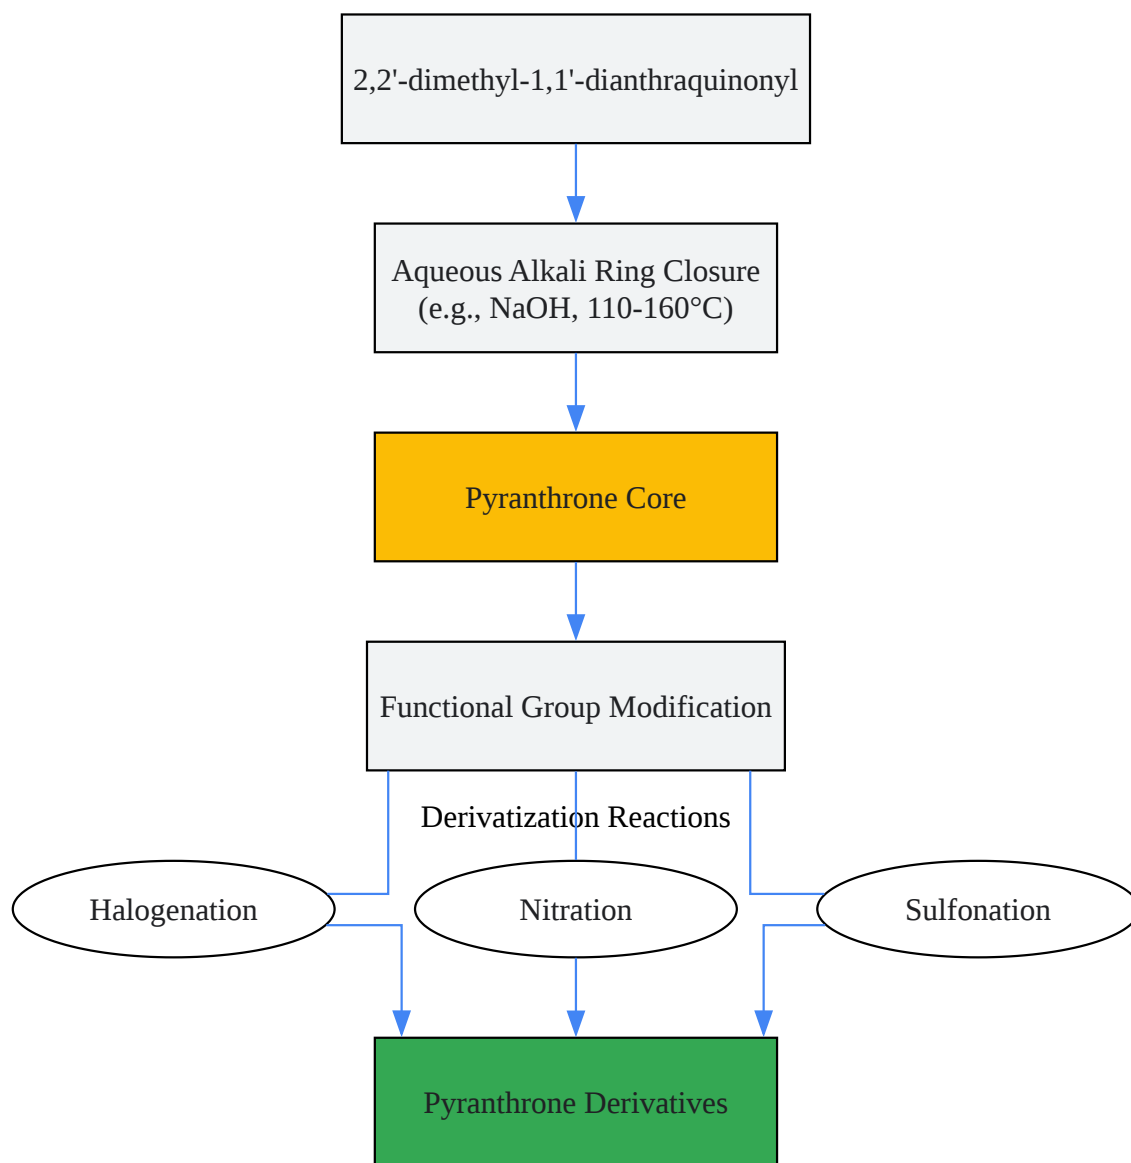 2,2'-dimethyl-1,1'-dianthraquinonyl
Aqueous Alkali Ring Closure
(e.g., NaOH, 110-160°C)
Pyranthrone Core
Functional Group Modification
Derivatization Reactions
Halogenation
Nitration
Sulfonation
Pyranthrone Derivatives